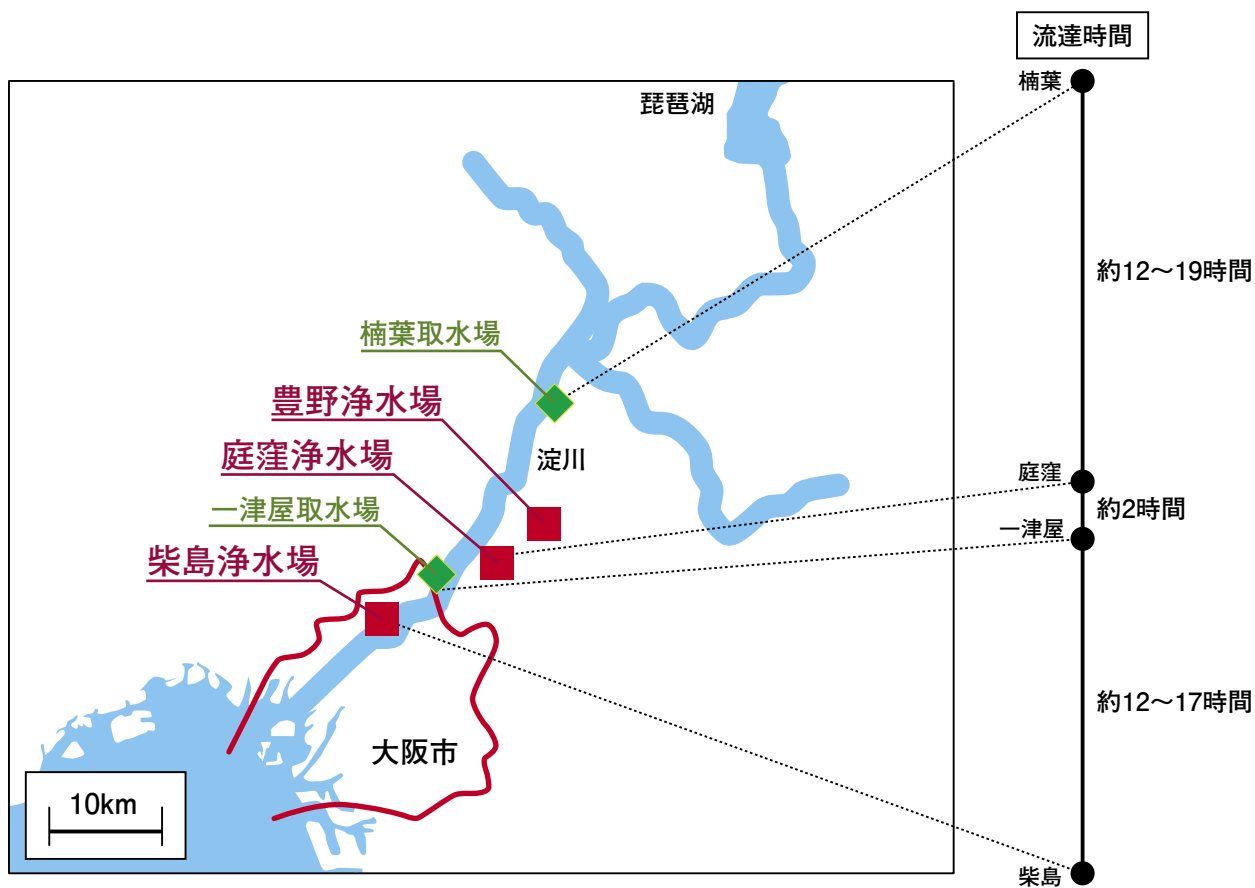 流達時間
楠葉
琵琶湖
約12〜19時間
楠葉取水場
豊野浄水場
庭窪浄水場
淀川
庭窪
一津屋取水場
約2時間
一津屋
柴島浄水場
約12〜17時間
大阪市
10km
柴島